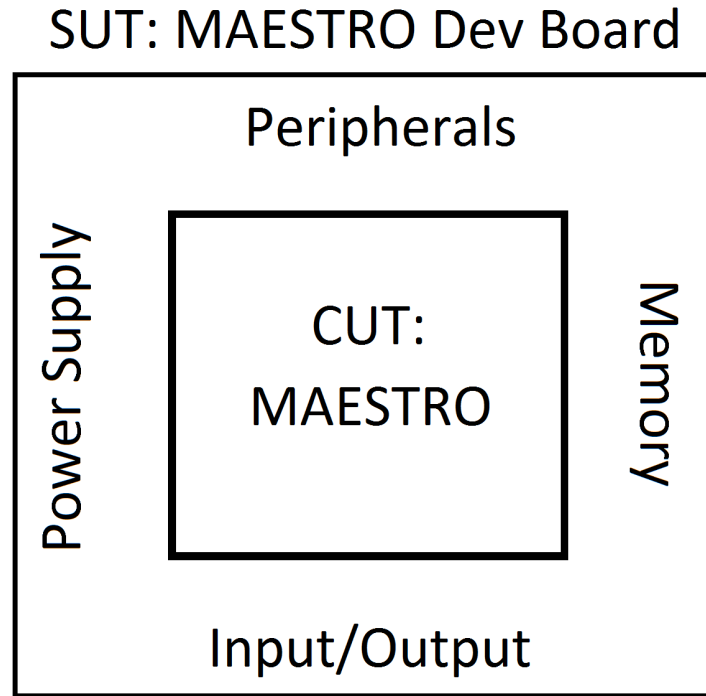 SUT: MAESTRO Dev Board
Peripherals
Power Supply
CUT:
MAESTRO
Memory
Input/Output